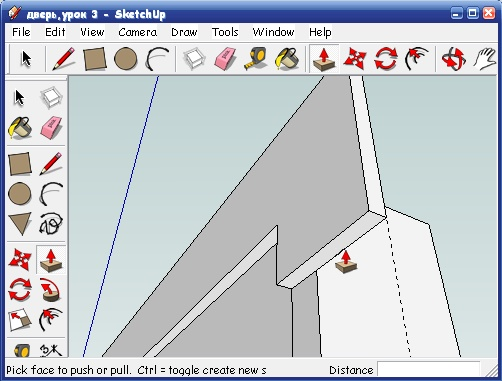 дверь,урок 3 - SketchUp
File Edit View Camera Draw Tools Window Help
Pick face to push or pull. Ctrl = toggle create new s Distance